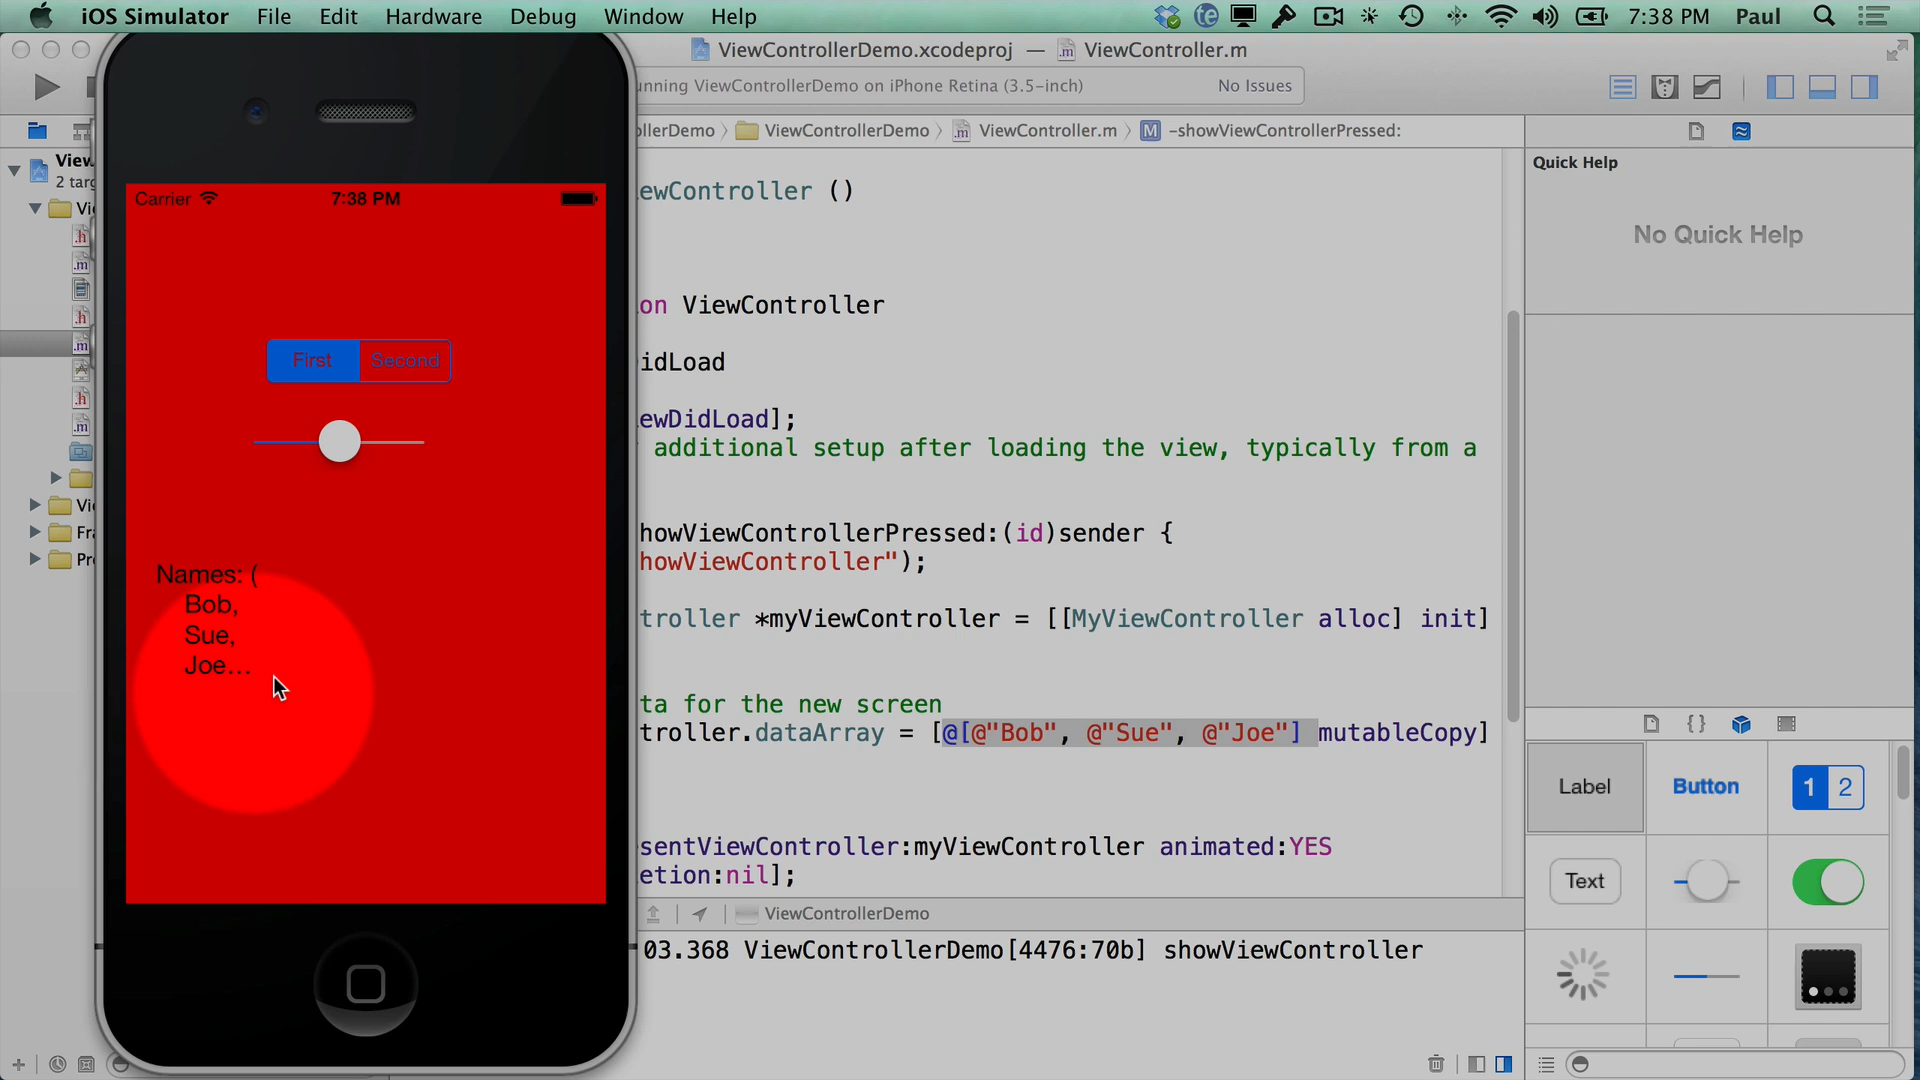 iOS Simulator File Edit Hardware Debug Window Help 7:38 PM Paul
ViewControllerDemo.xcodeproj — ViewController.m
unning ViewControllerDemo on iPhone Retina (3.5-inch) No Issues
ollerDemo ViewControllerDemo ViewController.m M -showViewControllerPressed:
View
2 targ
Vi
Vi
Fra
Pro
Carrier 7:38 PM
First Second
Names: (
Bob,
Sue,
Joe...
ewController ()
on ViewController
idLoad
ewDidLoad];
r additional setup after loading the view, typically from a
howViewControllerPressed:(id)sender {
howViewController");
troller *myViewController = [[MyViewController alloc] init]
ta for the new screen
troller.dataArray = [@[@"Bob", @"Sue", @"Joe"] mutableCopy]
sentViewController:myViewController animated:YES
etion:nil];
ViewControllerDemo
03.368 ViewControllerDemo[4476:70b] showViewController
Quick Help
No Quick Help
Label Button 1 2
Text